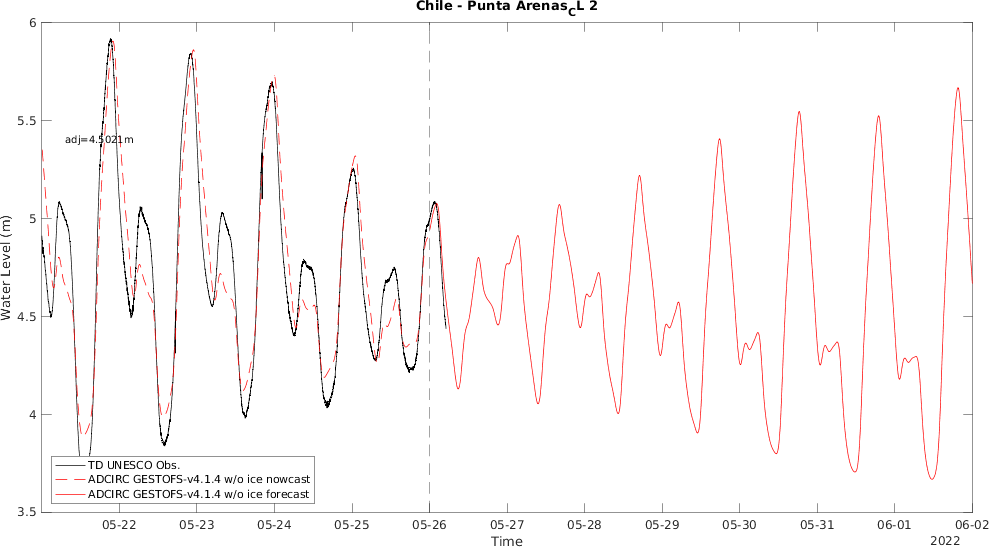 Chile - Punta Arenas_CL 2
6
5.5
5
4.5
4
3.5
Water Level (m)
adj=4.5021m
TD UNESCO Obs.
ADCIRC GESTOFS-v4.1.4 w/o ice nowcast
ADCIRC GESTOFS-v4.1.4 w/o ice forecast
05-22 05-23 05-24 05-25 05-26 05-27 05-28 05-29 05-30 05-31 06-01 06-02
Time
2022